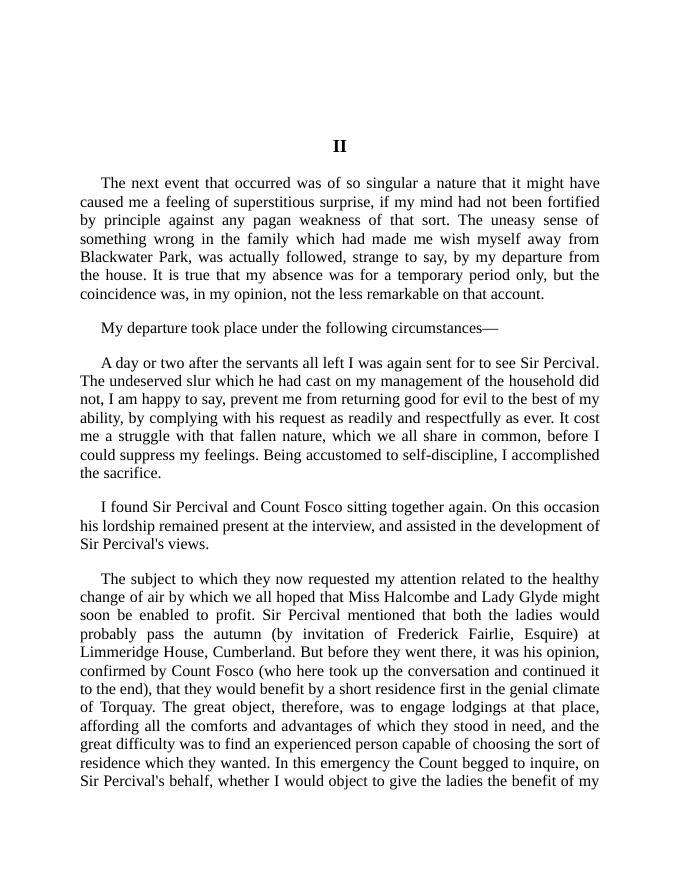 II
The next event that occurred was of so singular a nature that it might have
caused me a feeling of superstitious surprise, if my mind had not been fortified
by principle against any pagan weakness of that sort. The uneasy sense of
something wrong in the family which had made me wish myself away from
Blackwater Park, was actually followed, strange to say, by my departure from
the house. It is true that my absence was for a temporary period only, but the
coincidence was, in my opinion, not the less remarkable on that account.
My departure took place under the following circumstances—
A day or two after the servants all left I was again sent for to see Sir Percival.
The undeserved slur which he had cast on my management of the household did
not, I am happy to say, prevent me from returning good for evil to the best of my
ability, by complying with his request as readily and respectfully as ever. It cost
me a struggle with that fallen nature, which we all share in common, before I
could suppress my feelings. Being accustomed to self-discipline, I accomplished
the sacrifice.
I found Sir Percival and Count Fosco sitting together again. On this occasion
his lordship remained present at the interview, and assisted in the development of
Sir Percival's views.
The subject to which they now requested my attention related to the healthy
change of air by which we all hoped that Miss Halcombe and Lady Glyde might
soon be enabled to profit. Sir Percival mentioned that both the ladies would
probably pass the autumn (by invitation of Frederick Fairlie, Esquire) at
Limmeridge House, Cumberland. But before they went there, it was his opinion,
confirmed by Count Fosco (who here took up the conversation and continued it
to the end), that they would benefit by a short residence first in the genial climate
of Torquay. The great object, therefore, was to engage lodgings at that place,
affording all the comforts and advantages of which they stood in need, and the
great difficulty was to find an experienced person capable of choosing the sort of
residence which they wanted. In this emergency the Count begged to inquire, on
Sir Percival's behalf, whether I would object to give the ladies the benefit of my